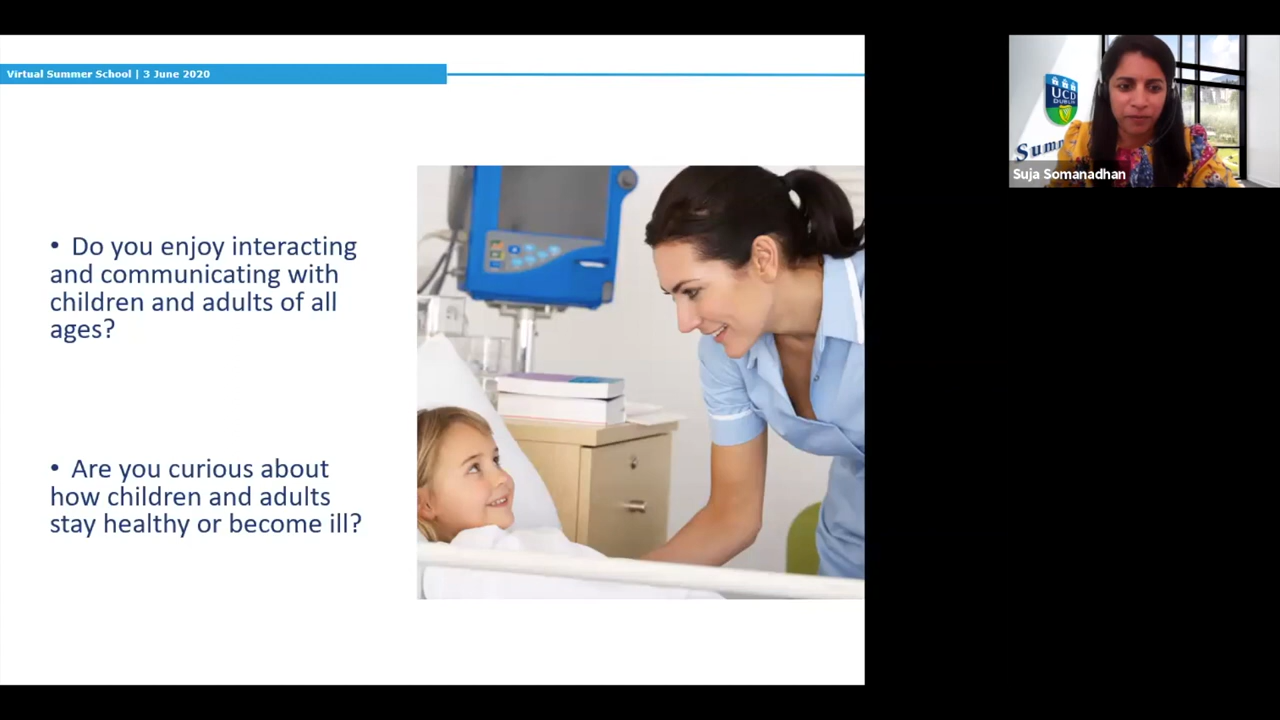 Virtual Summer School | 3 June 2020
• Do you enjoy interacting
and communicating with
children and adults of all
ages?
• Are you curious about
how children and adults
stay healthy or become ill?
UCD
DUBLIN
Suja Somanadhan